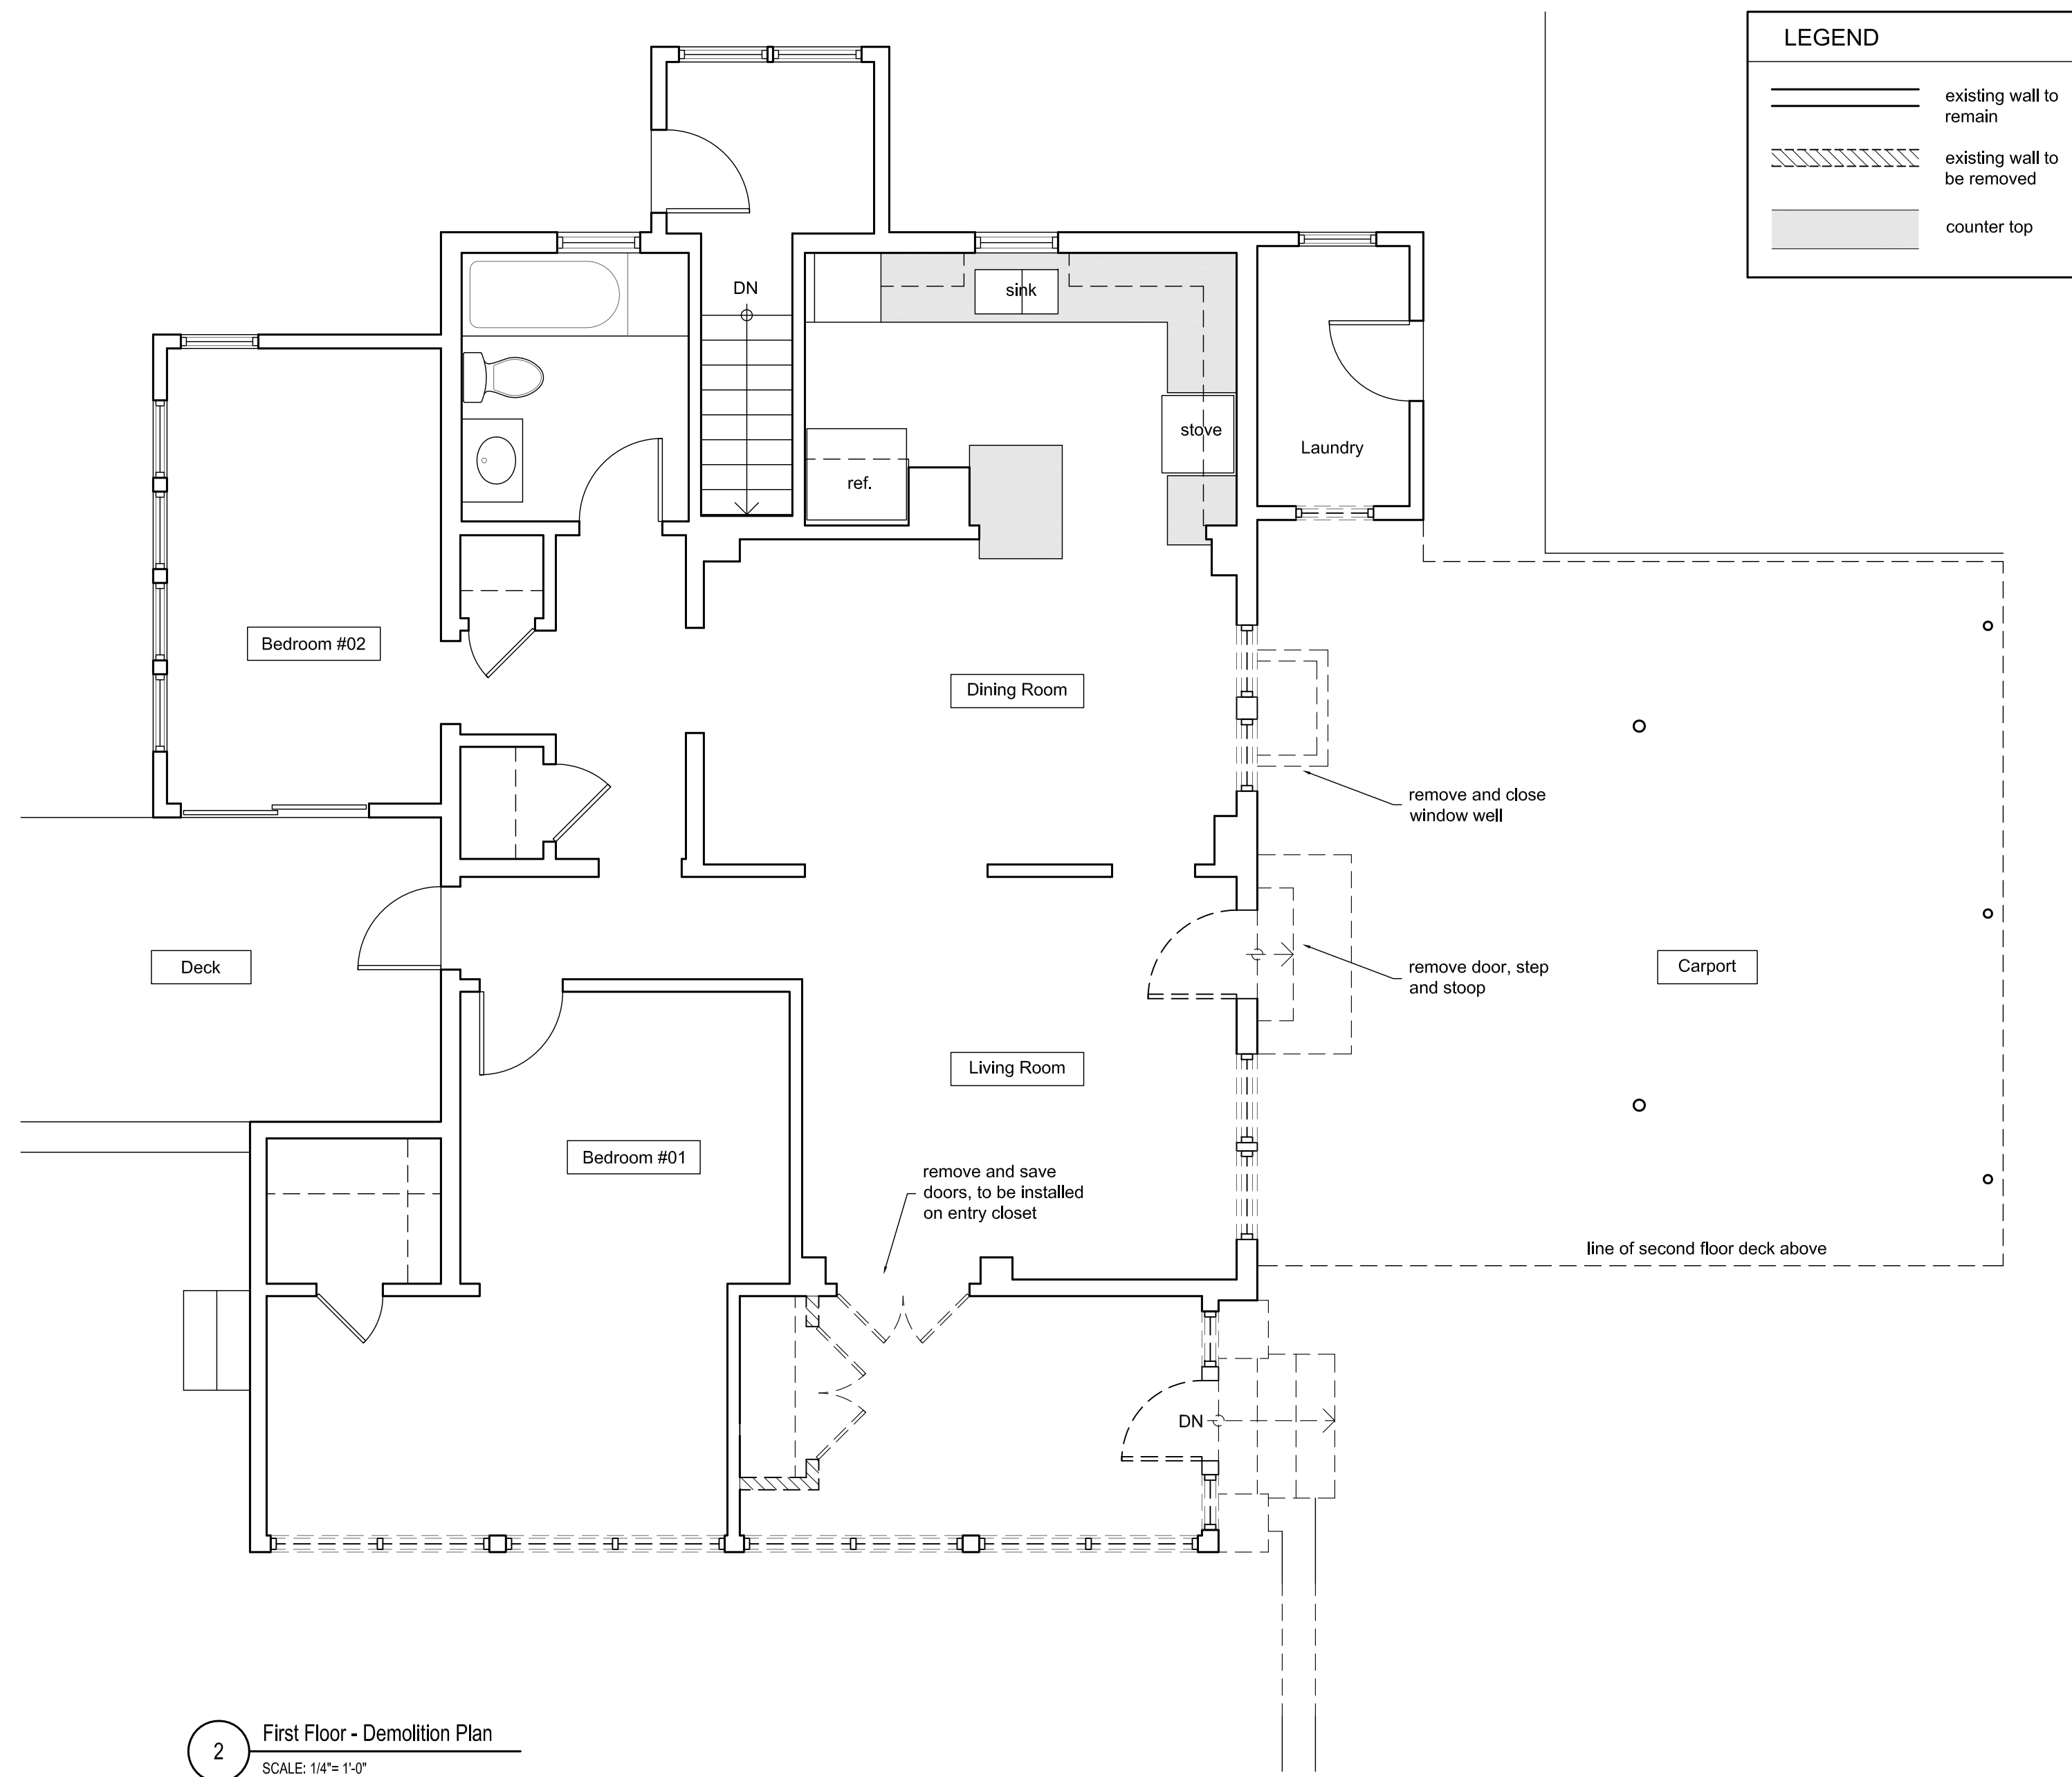 LEGEND
existing wall to
remain
existing wall to
be removed
counter top
DN
sink
stove
Laundry
ref.
Bedroom #02
Dining Room
remove and close
window well
Deck
remove door, step
and stoop
Carport
Living Room
Bedroom #01
remove and save
doors, to be installed
on entry closet
line of second floor deck above
DN
2
First Floor - Demolition Plan
SCALE: 1/4"= 1'-0"